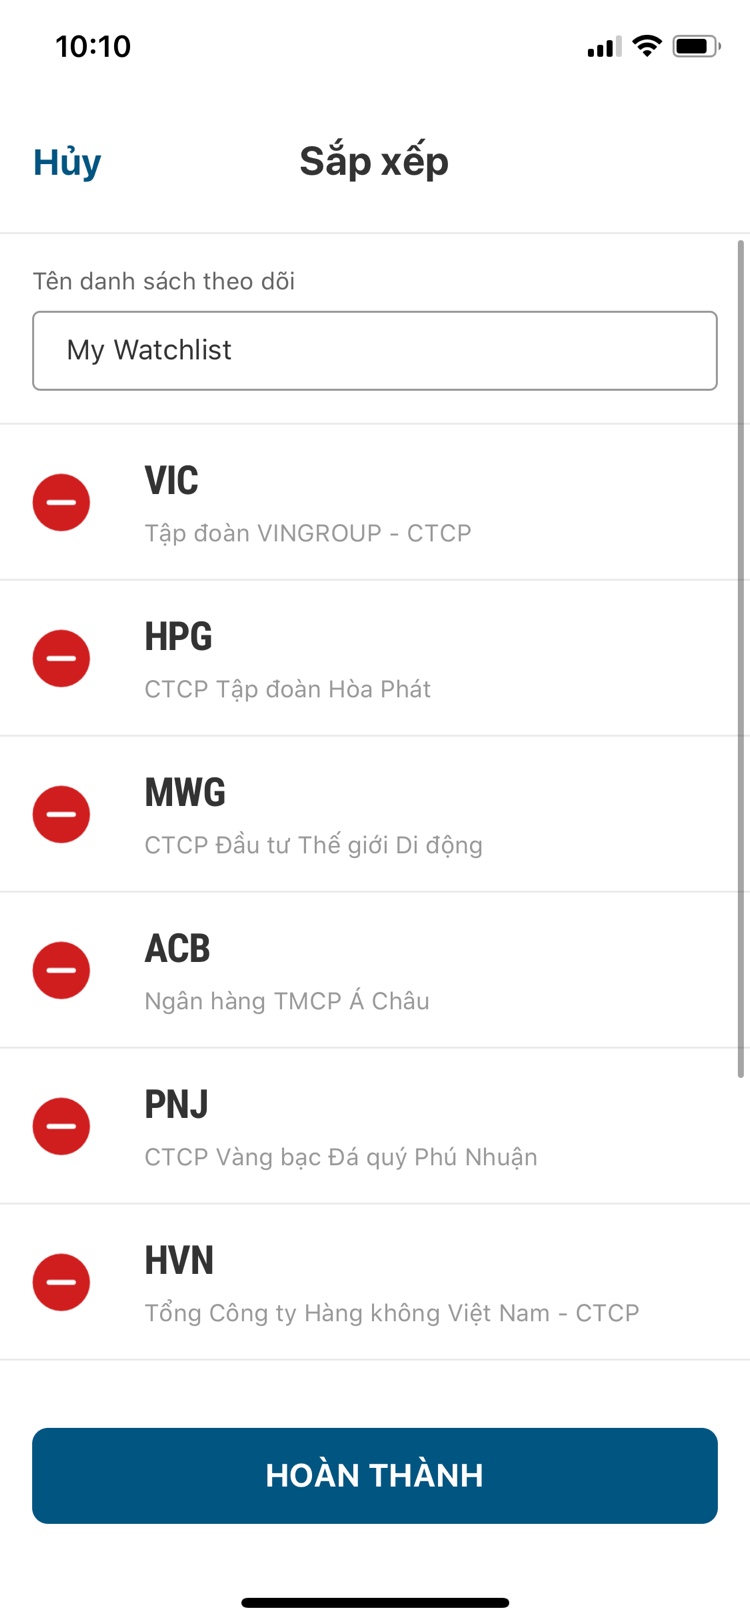 10:10
Hủy
Sắp xếp
Tên danh sách theo dõi
My Watchlist
VIC
Tập đoàn VINGROUP - CTCP
HPG
CTCP Tập đoàn Hòa Phát
MWG
CTCP Đầu tư Thế giới Di động
ACB
Ngân hàng TMCP Á Châu
PNJ
CTCP Vàng bạc Đá quý Phú Nhuận
HVN
Tổng Công ty Hàng không Việt Nam - CTCP
HOÀN THÀNH